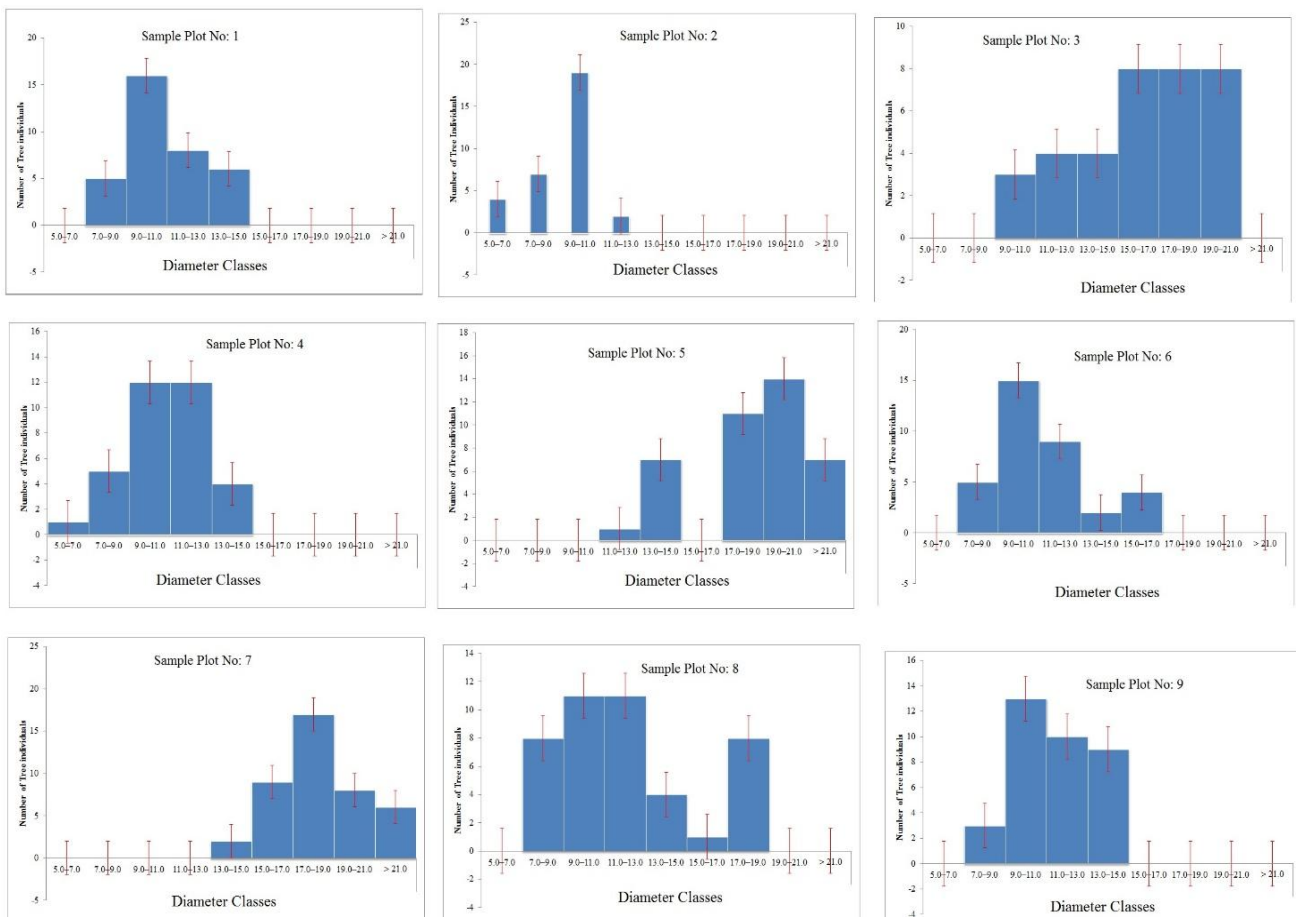 Sample Plot No: 1
Number of Tree individuals
20
15
10
5
0
-5
5.0–7.0 7.0–9.0 9.0–11.0 11.0–13.0 13.0–15.0 15.0–17.0 17.0–19.0 19.0–21.0 > 21.0
Diameter Classes
Sample Plot No: 2
Number of Tree Individuals
25
20
15
10
5
0
-5
5.0–7.0 7.0–9.0 9.0–11.0 11.0–13.0 13.0–15.0 15.0–17.0 17.0–19.0 19.0–21.0 > 21.0
Diameter Classes
Sample Plot No: 3
Number of Tree individuals
10
8
6
4
2
0
-2
5.0–7.0 7.0–9.0 9.0–11.0 11.0–13.0 13.0–15.0 15.0–17.0 17.0–19.0 19.0–21.0 > 21.0
Diameter Classes
Sample Plot No: 4
Number of Tree individuals
16
14
12
10
8
6
4
2
0
-2
-4
5.0–7.0 7.0–9.0 9.0–11.0 11.0–13.0 13.0–15.0 15.0–17.0 17.0–19.0 19.0–21.0 > 21.0
Diameter Classes
Sample Plot No: 5
Number of Tree individuals
18
16
14
12
10
8
6
4
2
0
-2
-4
5.0–7.0 7.0–9.0 9.0–11.0 11.0–13.0 13.0–15.0 15.0–17.0 17.0–19.0 19.0–21.0 > 21.0
Diameter Classes
Sample Plot No: 6
Number of Tree individuals
20
15
10
5
0
-5
5.0–7.0 7.0–9.0 9.0–11.0 11.0–13.0 13.0–15.0 15.0–17.0 17.0–19.0 19.0–21.0 > 21.0
Diameter Classes
Sample Plot No: 7
Number of Tree individuals
25
20
15
10
5
0
-5
5.0–7.0 7.0–9.0 9.0–11.0 11.0–13.0 13.0–15.0 15.0–17.0 17.0–19.0 19.0–21.0 > 21.0
Diameter Classes
Sample Plot No: 8
Number of Tree individuals
14
12
10
8
6
4
2
0
-2
-4
5.0–7.0 7.0–9.0 9.0–11.0 11.0–13.0 13.0–15.0 15.0–17.0 17.0–19.0 19.0–21.0 > 21.0
Diameter Classes
Sample Plot No: 9
Number of Tree individuals
16
14
12
10
8
6
4
2
0
-2
-4
5.0–7.0 7.0–9.0 9.0–11.0 11.0–13.0 13.0–15.0 15.0–17.0 17.0–19.0 19.0–21.0 > 21.0
Diameter Classes